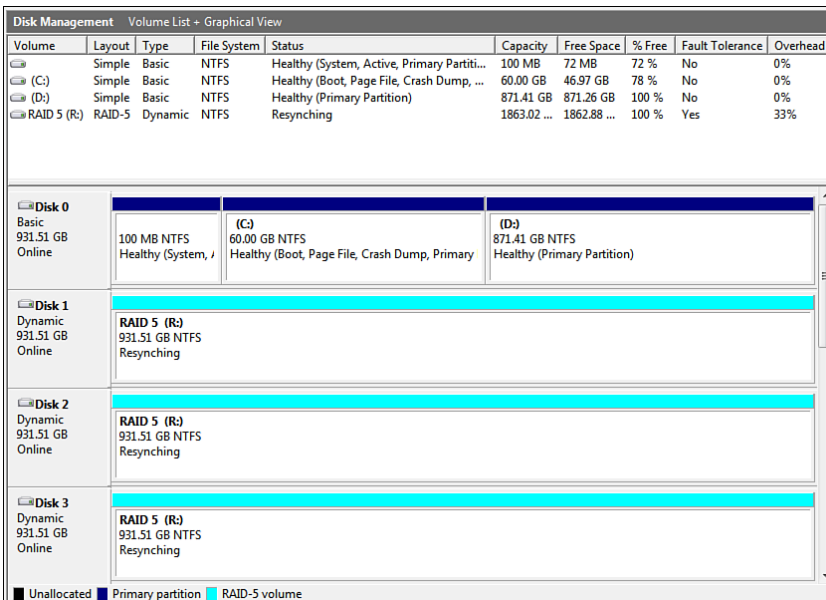 Disk Management Volume List + Graphical View
Volume Layout Type File System Status Capacity Free Space % Free Fault Tolerance Overhead
Simple Basic NTFS Healthy (System, Active, Primary Partiti... 100 MB 72 MB 72 % No 0%
(C:) Simple Basic NTFS Healthy (Boot, Page File, Crash Dump, ... 60.00 GB 46.97 GB 78 % No 0%
(D:) Simple Basic NTFS Healthy (Primary Partition) 871.41 GB 871.26 GB 100 % No 0%
RAID 5 (R:) RAID-5 Dynamic NTFS Resynching 1863.02 ... 1862.88 ... 100 % Yes 33%
Disk 0
Basic
931.51 GB
Online
100 MB NTFS
Healthy (System, A
(C:)
60.00 GB NTFS
Healthy (Boot, Page File, Crash Dump, Primary
(D:)
871.41 GB NTFS
Healthy (Primary Partition)
Disk 1
Dynamic
931.51 GB
Online
RAID 5 (R:)
931.51 GB NTFS
Resynching
Disk 2
Dynamic
931.51 GB
Online
RAID 5 (R:)
931.51 GB NTFS
Resynching
Disk 3
Dynamic
931.51 GB
Online
RAID 5 (R:)
931.51 GB NTFS
Resynching
Unallocated Primary partition RAID-5 volume